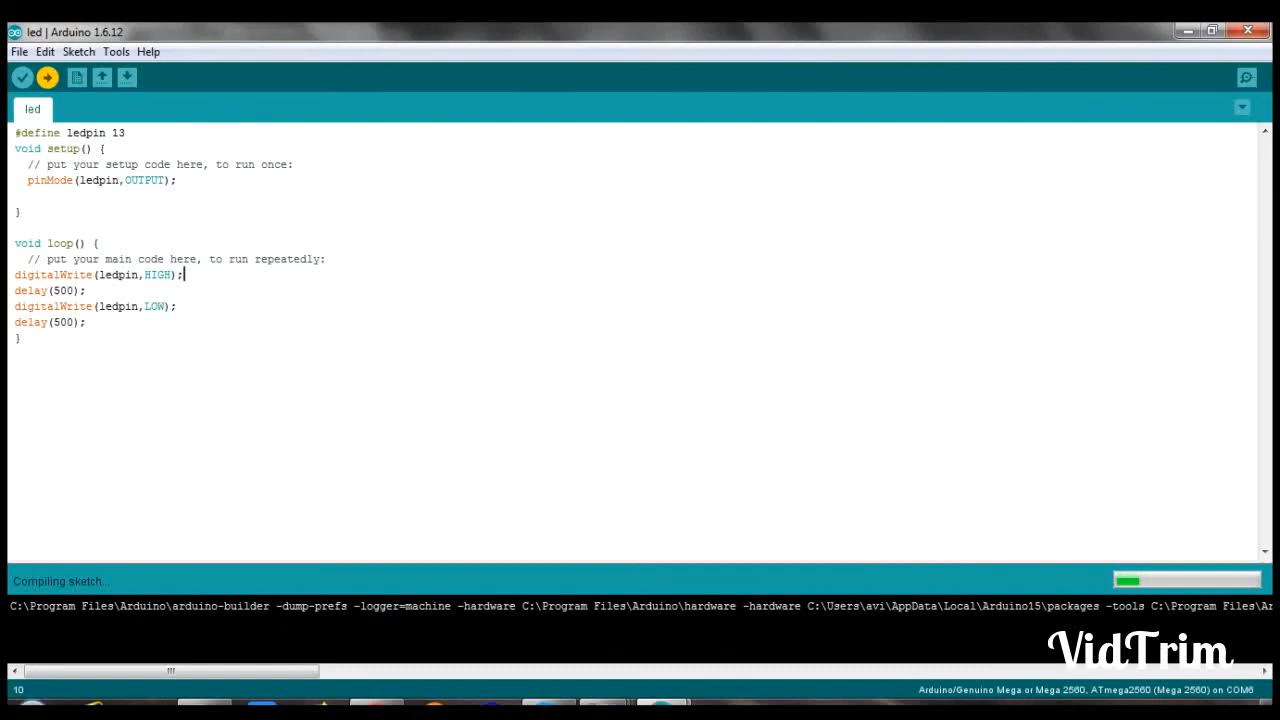 led | Arduino 1.6.12
File Edit Sketch Tools Help
led
#define ledpin 13
void setup() {
  // put your setup code here, to run once:
  pinMode(ledpin,OUTPUT);
}
void loop() {
  // put your main code here, to run repeatedly:
digitalWrite(ledpin,HIGH);
delay(500);
digitalWrite(ledpin,LOW);
delay(500);
}
Compiling sketch...
C:\Program Files\Arduino\arduino-builder -dump-prefs -logger=machine -hardware C:\Program Files\Arduino\hardware -hardware C:\Users\avi\AppData\Local\Arduino15\packages -tools C:\Program Files\Ar
VidTrim
10
Arduino/Genuino Mega or Mega 2560, ATmega2560 (Mega 2560) on COM6